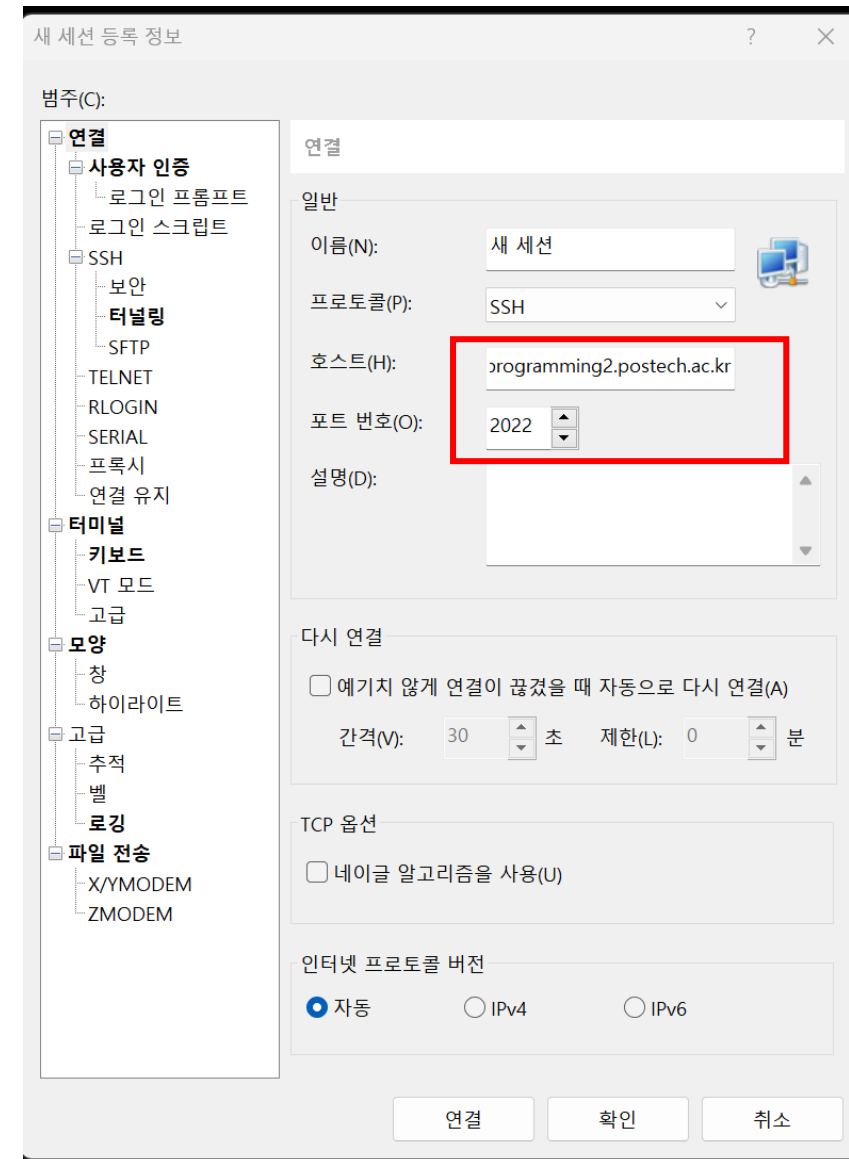 새 세션 등록 정보
범주(C):
연결
사용자 인증
로그인 프롬프트
로그인 스크립트
SSH
보안
터널링
SFTP
TELNET
RLOGIN
SERIAL
프록시
연결 유지
터미널
키보드
VT 모드
고급
모양
창
하이라이트
고급
추적
벨
로깅
파일 전송
X/YMODEM
ZMODEM
연결
일반
이름(N): 새 세션
프로토콜(P): SSH
호스트(H): programming2.postech.ac.kr
포트 번호(O): 2022
설명(D):
다시 연결
예기치 않게 연결이 끊겼을 때 자동으로 다시 연결(A)
간격(V): 30 초 제한(L): 0 분
TCP 옵션
네이글 알고리즘을 사용(U)
인터넷 프로토콜 버전
자동 IPv4 IPv6
연결 확인 취소